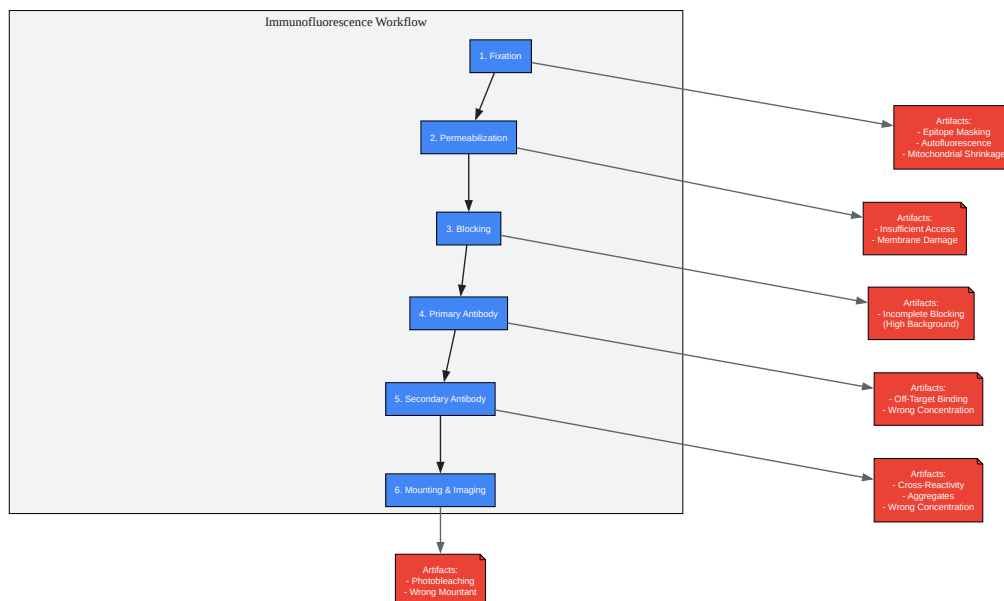 Immunofluorescence Workflow
1. Fixation
Artifacts:
- Epitope Masking
- Autofluorescence
- Mitochondrial Shrinkage
2. Permeabilization
Artifacts:
- Insufficient Access
- Membrane Damage
3. Blocking
Artifacts:
- Incomplete Blocking
(High Background)
4. Primary Antibody
Artifacts:
- Off-Target Binding
- Wrong Concentration
5. Secondary Antibody
Artifacts:
- Cross-Reactivity
- Aggregates
- Wrong Concentration
6. Mounting & Imaging
Artifacts:
- Photobleaching
- Wrong Mountant